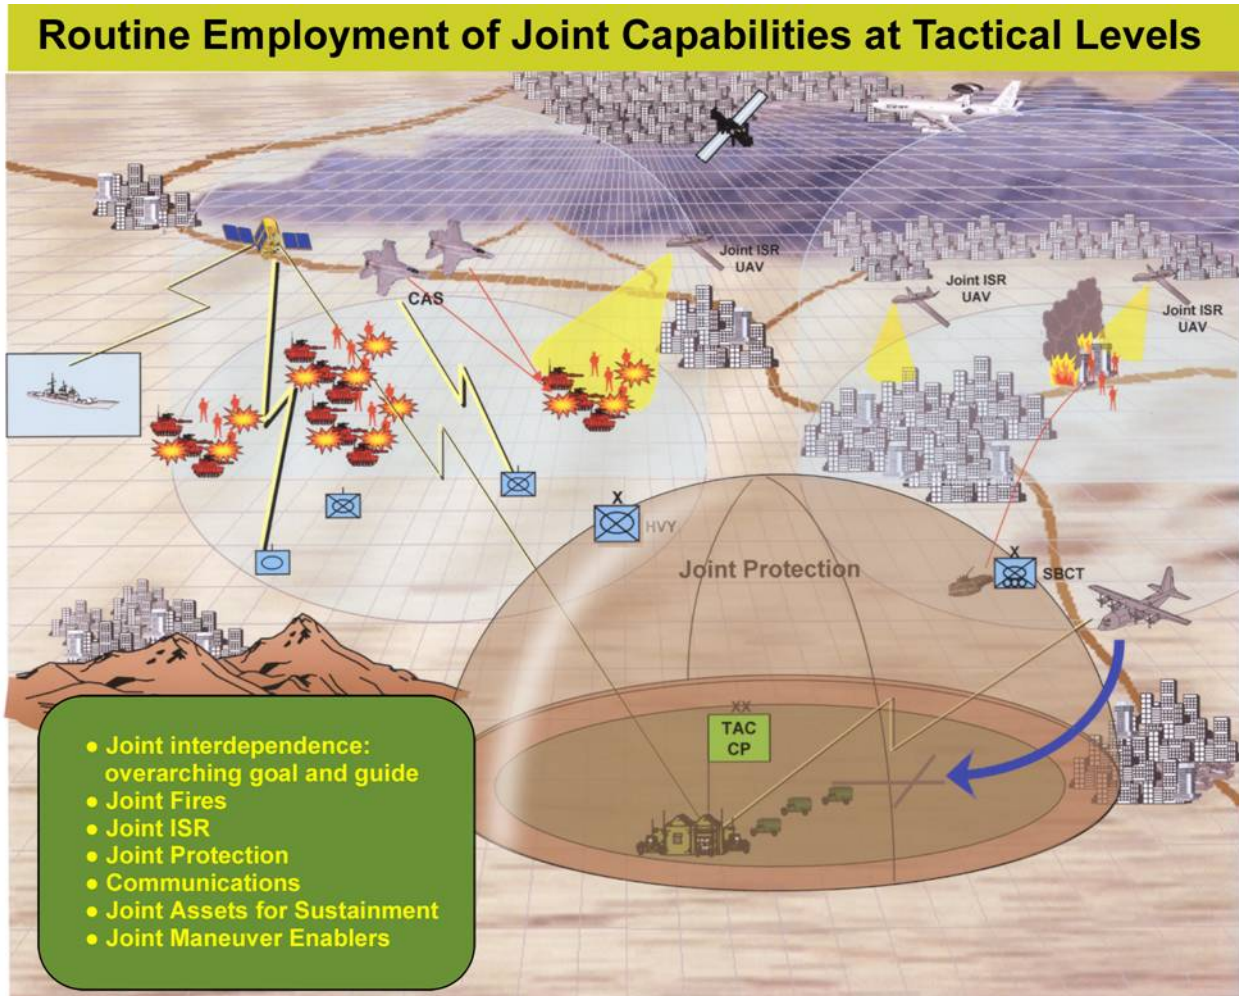 Routine Employment of Joint Capabilities at Tactical Levels
Joint ISR
UAV
Joint ISR
UAV
Joint ISR
UAV
CAS
X
HVY
Joint Protection
X
SBCT
XX
TAC
CP
● Joint interdependence:
overarching goal and guide
● Joint Fires
● Joint ISR
● Joint Protection
● Communications
● Joint Assets for Sustainment
● Joint Maneuver Enablers